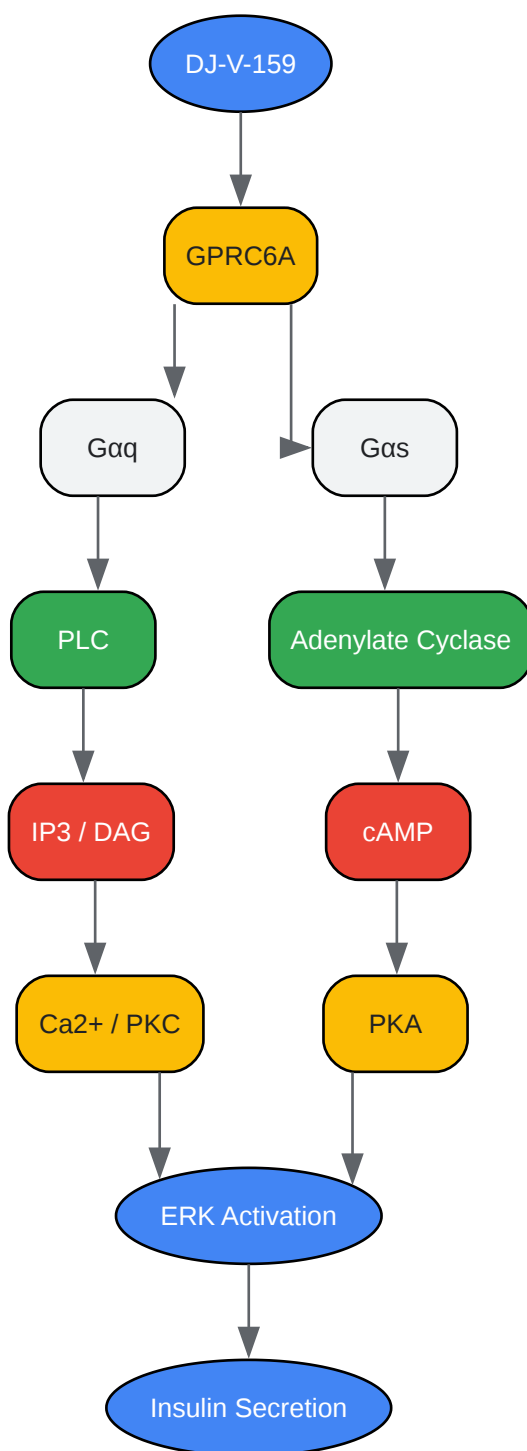 DJ-V-159
GPRC6A
Gαq
Gαs
PLC
Adenylate Cyclase
IP3 / DAG
cAMP
Ca2+ / PKC
PKA
ERK Activation
Insulin Secretion